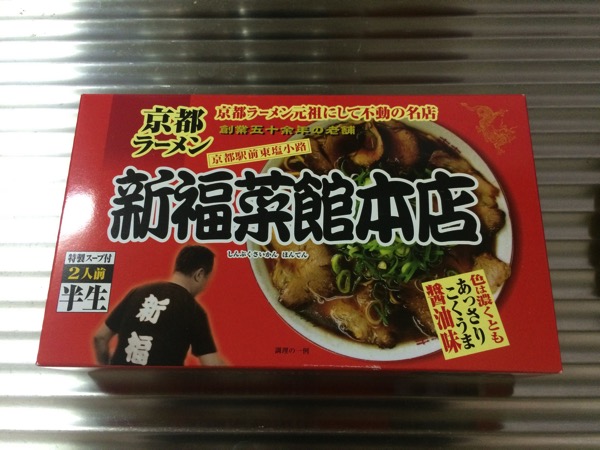 京都
ラーメン
京都ラーメン元祖にして不動の名店
創業五十余年の老舗
京都駅前東塩小路
新福菜館本店
しんぷくさいかん ほんてん
特製スープ付
2人前
半生
新福
色は濃くとも
あっさり
こくうま
醤油味
調理の一例